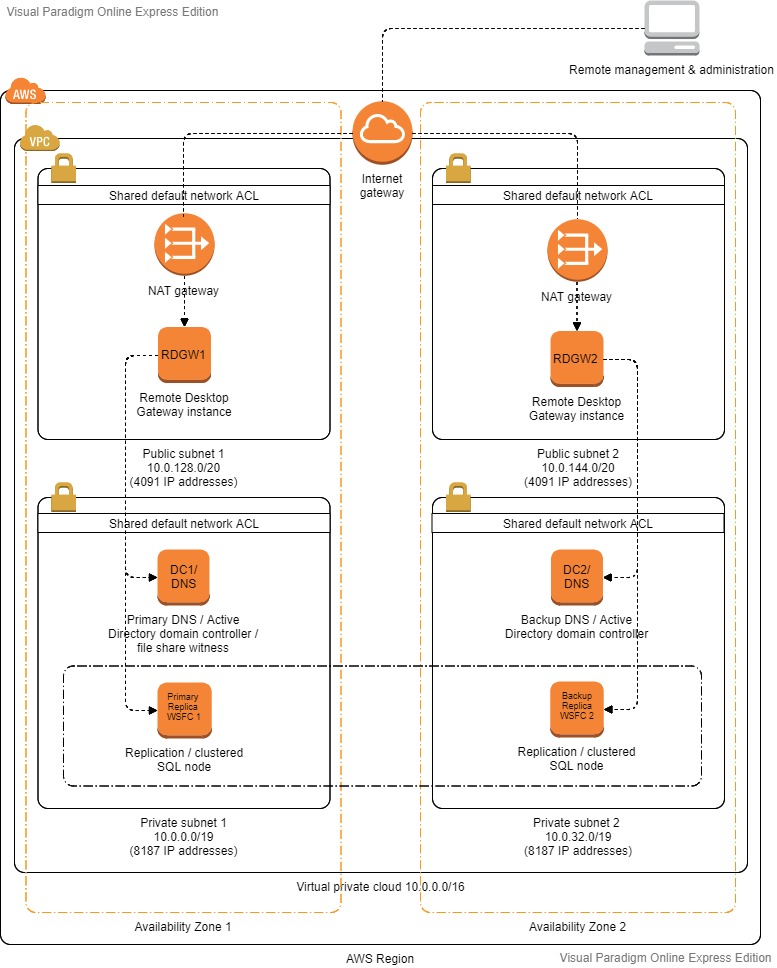 Visual Paradigm Online Express Edition
Remote management & administration
AWS
VPC
Internet
gateway
Shared default network ACL
Shared default network ACL
NAT gateway
NAT gateway
RDGW1
RDGW2
Remote Desktop
Gateway instance
Remote Desktop
Gateway instance
Public subnet 1
10.0.128.0/20
(4091 IP addresses)
Public subnet 2
10.0.144.0/20
(4091 IP addresses)
Shared default network ACL
Shared default network ACL
DC1/
DNS
DC2/
DNS
Primary DNS / Active
Directory domain controller /
file share witness
Backup DNS / Active
Directory domain controller
Primary
Replica
WSFC 1
Backup
Replica
WSFC 2
Replication / clustered
SQL node
Replication / clustered
SQL node
Private subnet 1
10.0.0.0/19
(8187 IP addresses)
Private subnet 2
10.0.32.0/19
(8187 IP addresses)
Virtual private cloud 10.0.0.0/16
Availability Zone 1
Availability Zone 2
AWS Region
Visual Paradigm Online Express Edition